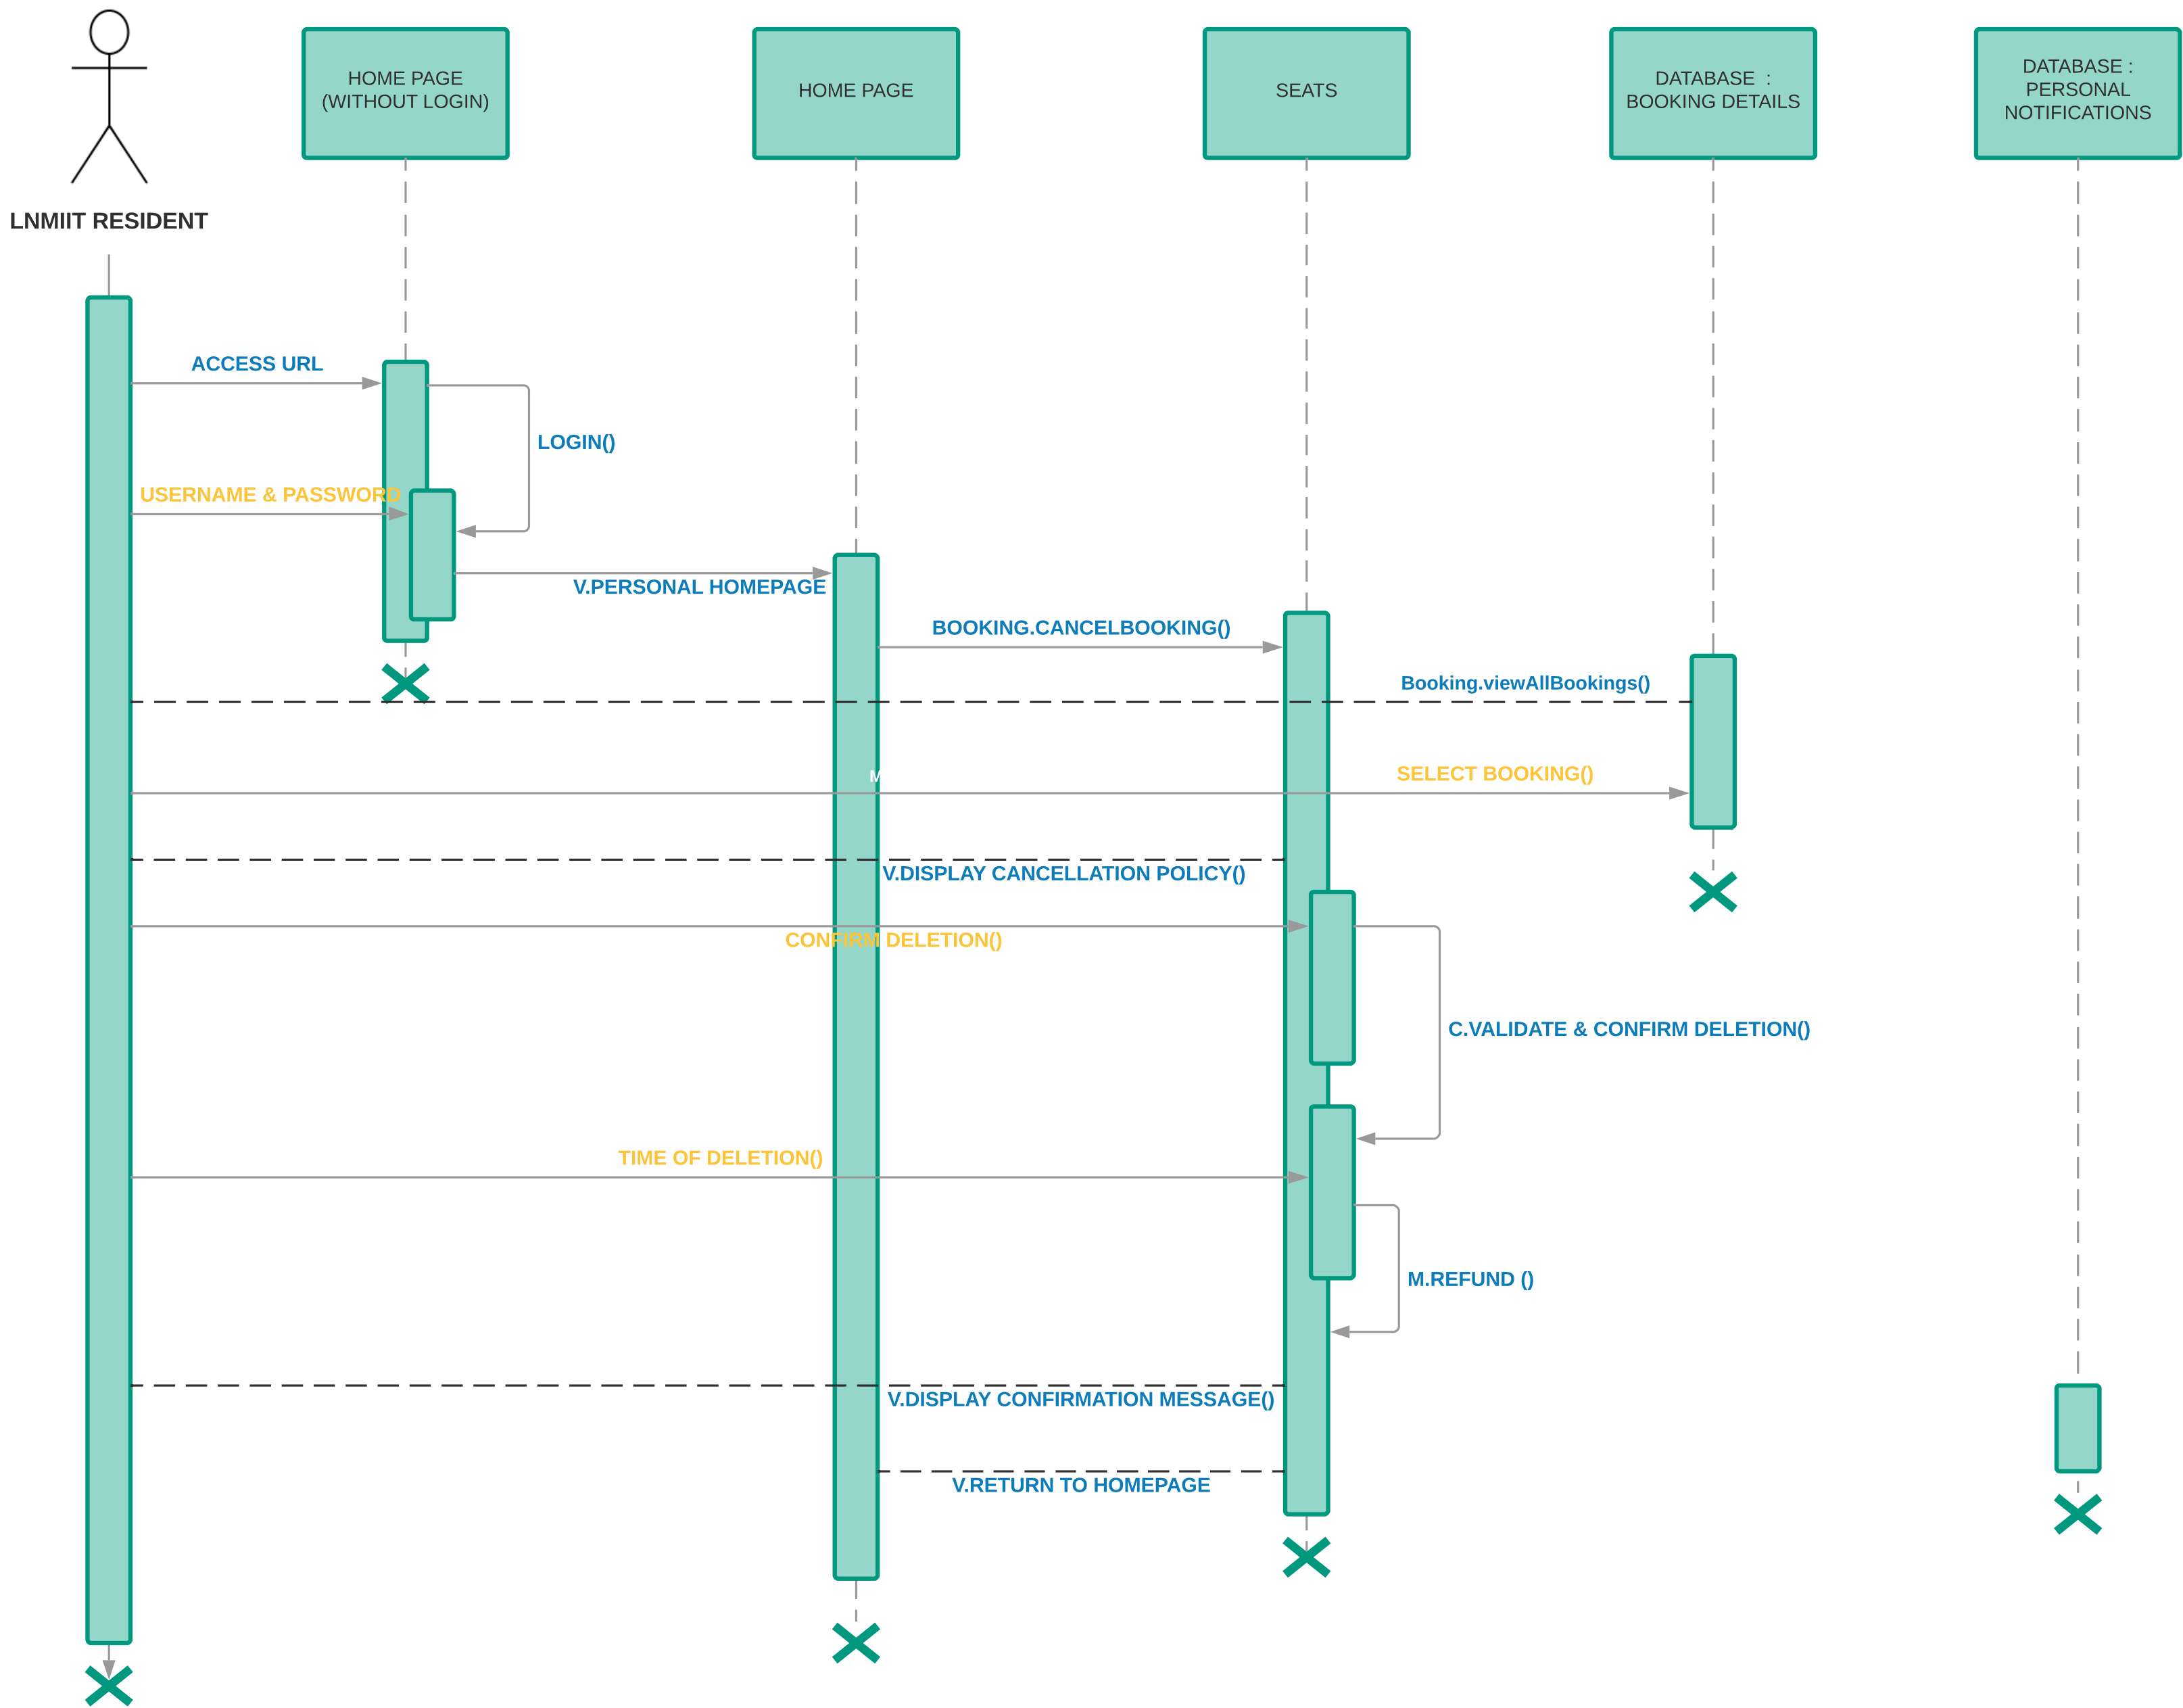 HOME PAGE
(WITHOUT LOGIN)
HOME PAGE
SEATS
DATABASE :
BOOKING DETAILS
DATABASE :
PERSONAL
NOTIFICATIONS
LNMIIT RESIDENT
ACCESS URL
LOGIN()
USERNAME & PASSWORD
V.PERSONAL HOMEPAGE
BOOKING.CANCELBOOKING()
Booking.viewAllBookings()
M
SELECT BOOKING()
V.DISPLAY CANCELLATION POLICY()
CONFIRM DELETION()
C.VALIDATE & CONFIRM DELETION()
TIME OF DELETION()
M.REFUND ()
V.DISPLAY CONFIRMATION MESSAGE()
V.RETURN TO HOMEPAGE